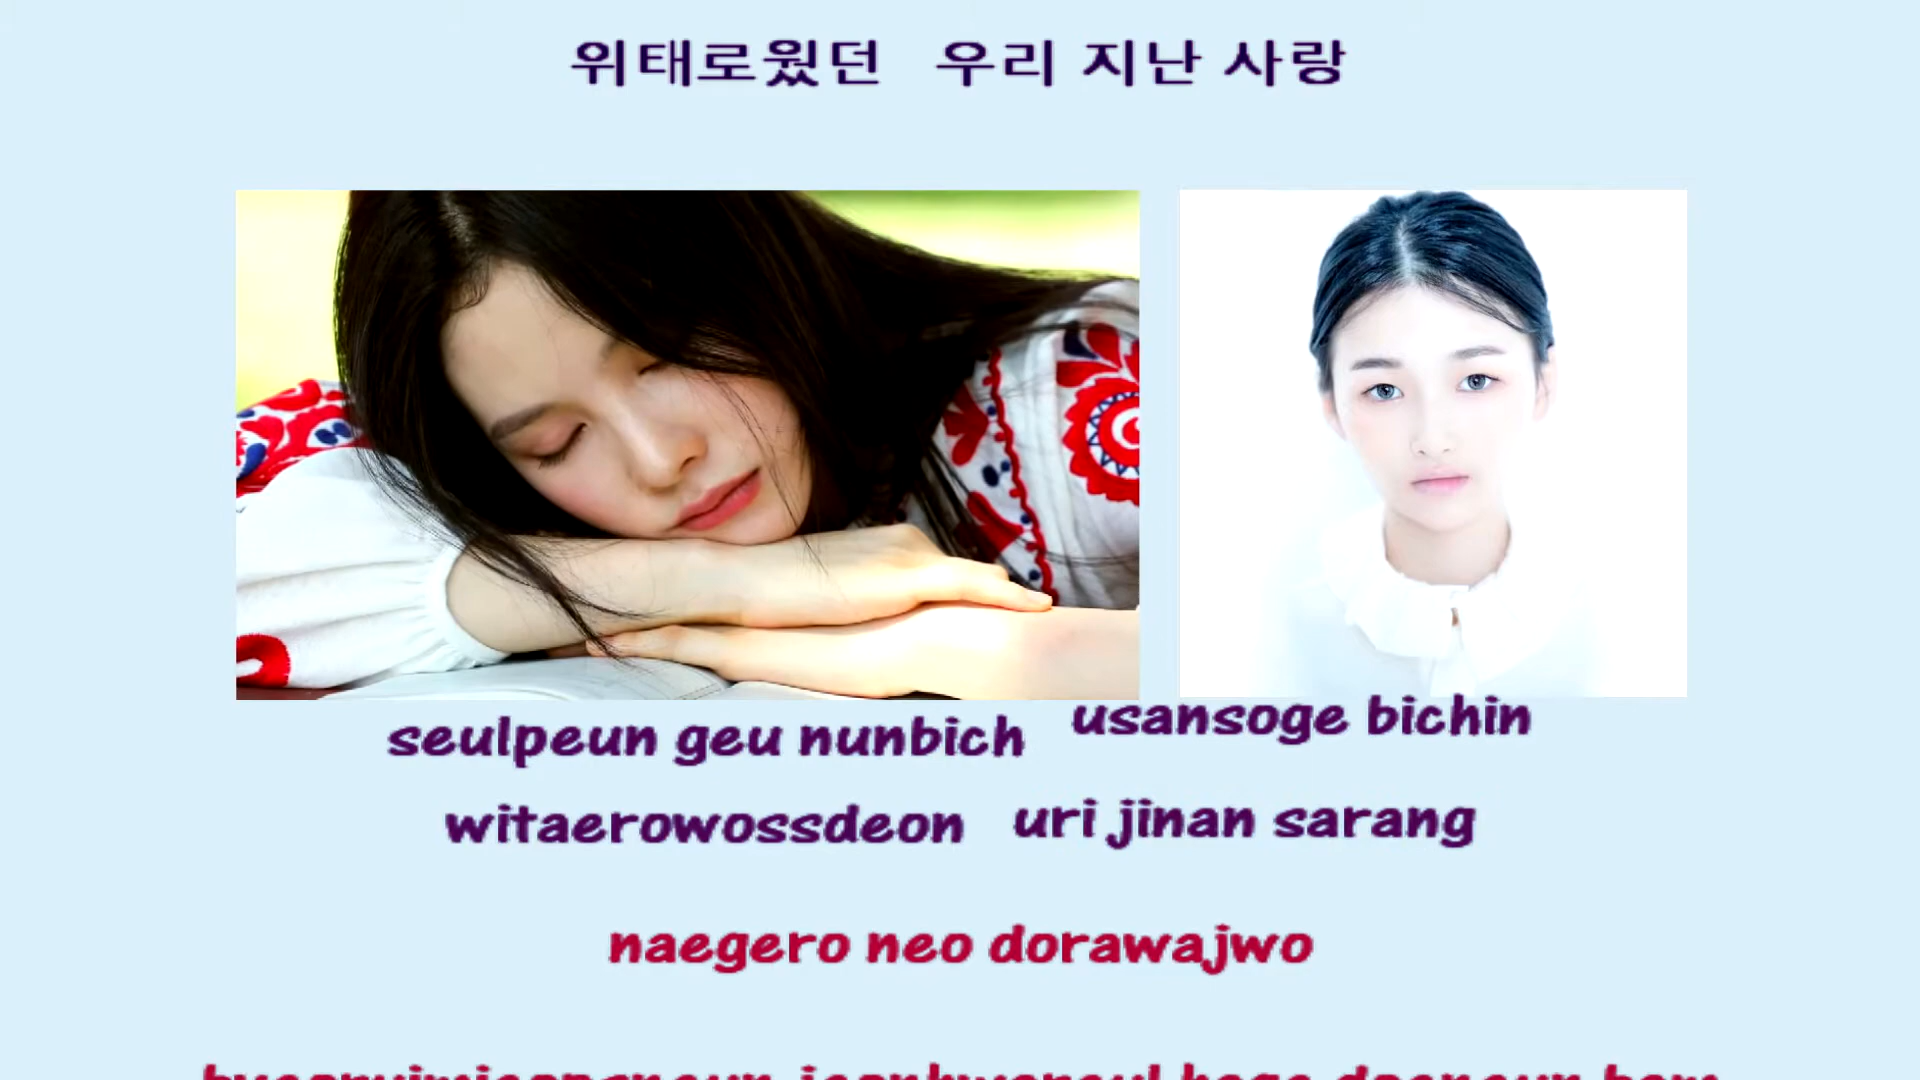 위태로웠던 우리 지난 사랑
seulpeun geu nunbich usansoge bichin
witaerowossdeon uri jinan sarang
naegero neo dorawajwo